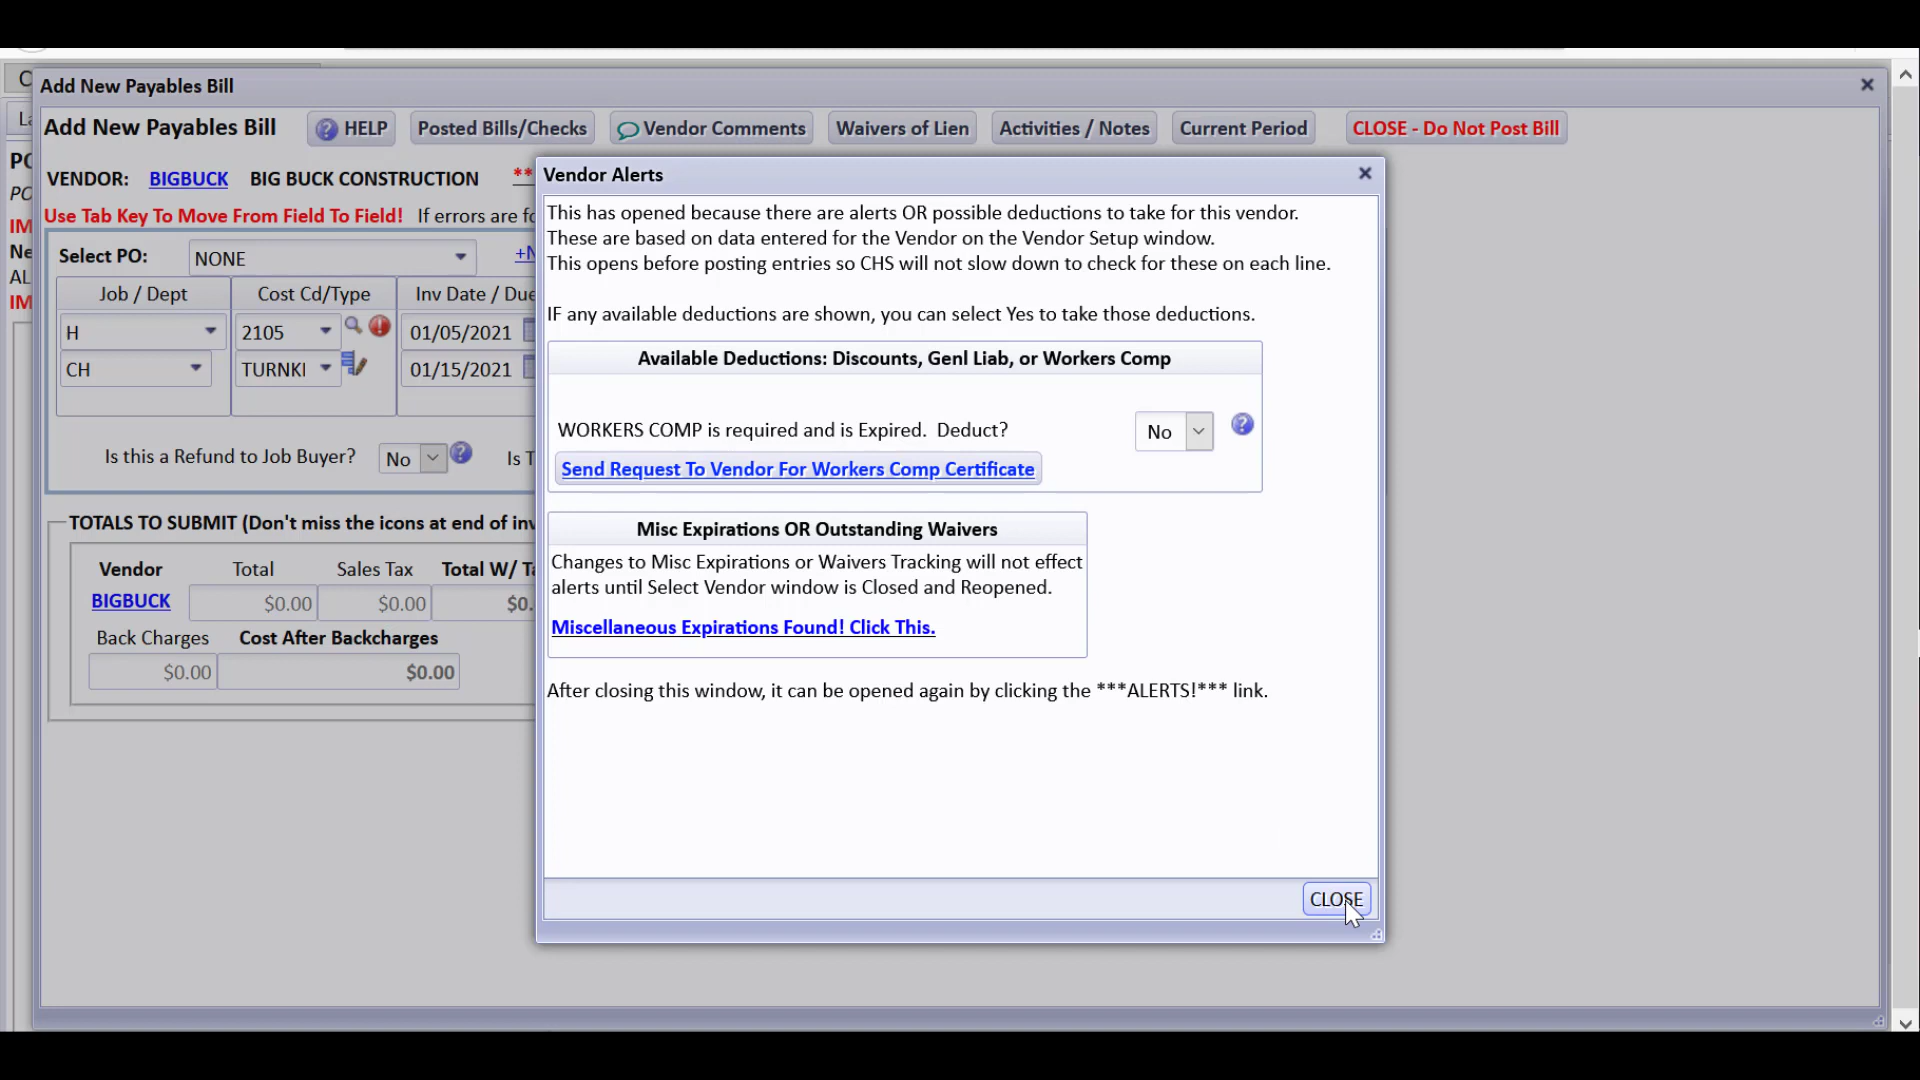 Add New Payables Bill
Add New Payables Bill
HELP
Posted Bills/Checks
Vendor Comments
Waivers of Lien
Activities / Notes
Current Period
CLOSE - Do Not Post Bill
VENDOR: BIGBUCK BIG BUCK CONSTRUCTION **
Use Tab Key To Move From Field To Field! If errors are fo
Select PO: NONE +N
Job / Dept
Cost Cd/Type
Inv Date / Due
H
2105
01/05/2021
CH
TURNKI
01/15/2021
Is this a Refund to Job Buyer? No Is T
TOTALS TO SUBMIT (Don't miss the icons at end of inv
Vendor
Total
Sales Tax
Total W/ Ta
BIGBUCK
$0.00
$0.00
$0.
Back Charges
Cost After Backcharges
$0.00
$0.00
PO
PO
IM
Ne
AL
IM
Vendor Alerts
This has opened because there are alerts OR possible deductions to take for this vendor.
These are based on data entered for the Vendor on the Vendor Setup window.
This opens before posting entries so CHS will not slow down to check for these on each line.
IF any available deductions are shown, you can select Yes to take those deductions.
Available Deductions: Discounts, Genl Liab, or Workers Comp
WORKERS COMP is required and is Expired. Deduct? No
Send Request To Vendor For Workers Comp Certificate
Misc Expirations OR Outstanding Waivers
Changes to Misc Expirations or Waivers Tracking will not effect
alerts until Select Vendor window is Closed and Reopened.
Miscellaneous Expirations Found! Click This.
After closing this window, it can be opened again by clicking the ***ALERTS!*** link.
CLOSE